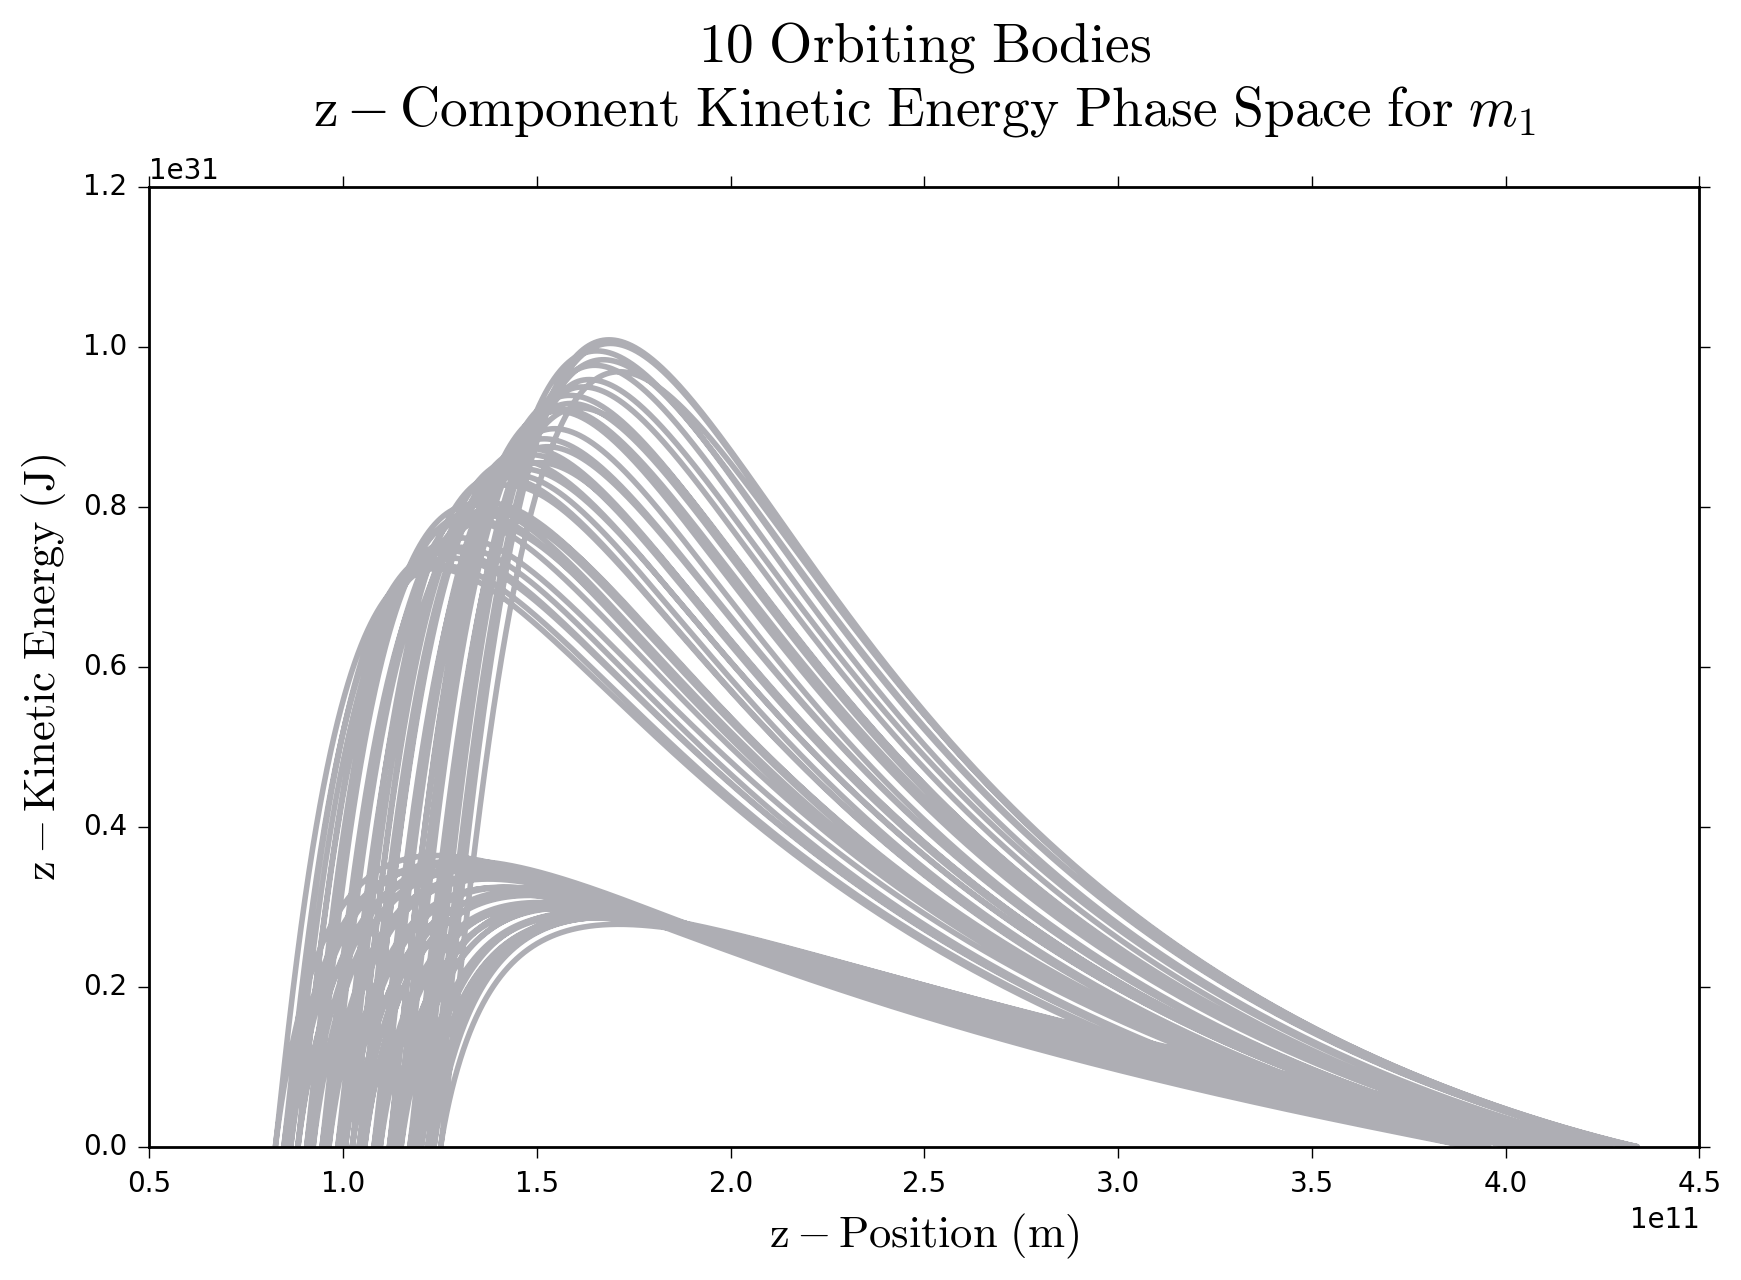 10 Orbiting Bodies
z − Component Kinetic Energy Phase Space for m₁
1e31
1.2
1.0
0.8
0.6
0.4
0.2
0.0
z − Kinetic Energy (J)
0.5 1.0 1.5 2.0 2.5 3.0 3.5 4.0 4.5
1e11
z − Position (m)